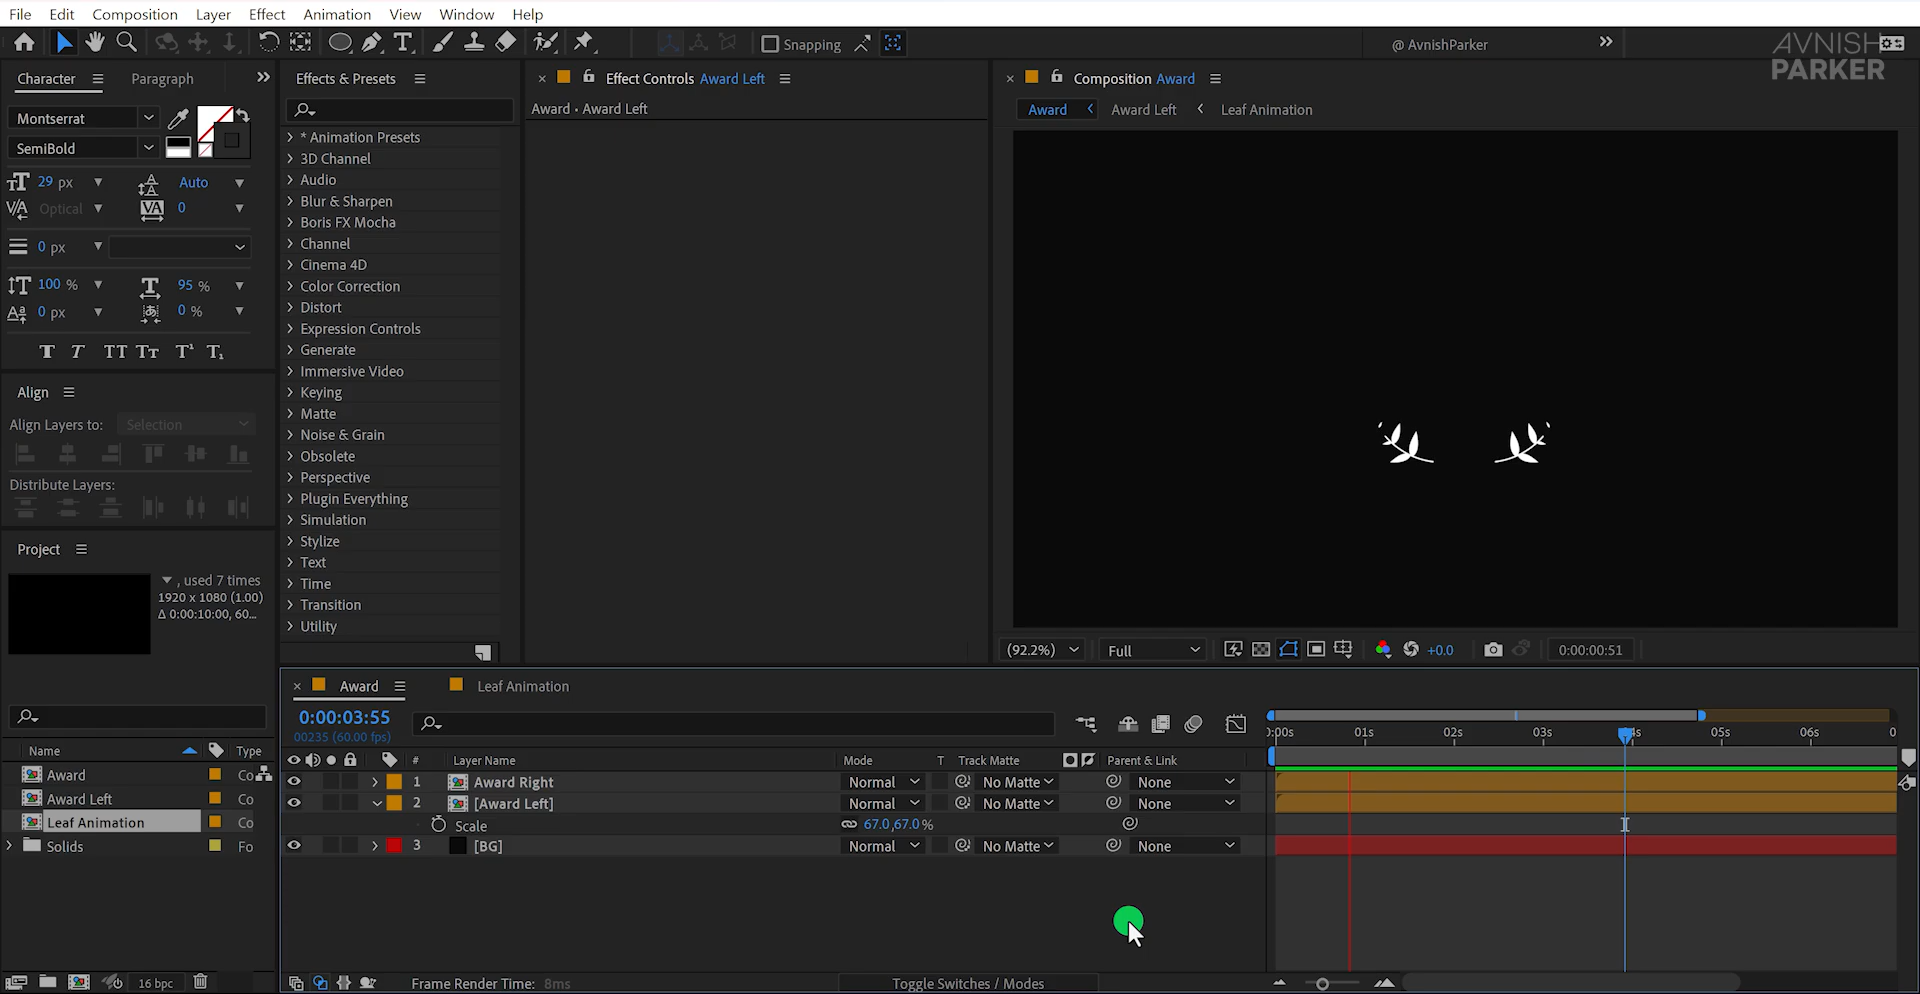 File Edit Composition Layer Effect Animation View Window Help
Snapping
@ AvnishParker
AVNISH
PARKER
Character Paragraph
Montserrat
SemiBold
29 px Auto
Optical 0
0 px
100 % 95 %
0 px 0 %
T T TT Tт T¹ T₁
Align
Align Layers to: Selection
Distribute Layers:
Project
, used 7 times
1920 x 1080 (1.00)
Δ 0:00:10:00, 60...
Name Type
Award Co
Award Left Co
Leaf Animation Co
Solids Fo
16 bpc
Effects & Presets
* Animation Presets
3D Channel
Audio
Blur & Sharpen
Boris FX Mocha
Channel
Cinema 4D
Color Correction
Distort
Expression Controls
Generate
Immersive Video
Keying
Matte
Noise & Grain
Obsolete
Perspective
Plugin Everything
Simulation
Stylize
Text
Time
Transition
Utility
Effect Controls Award Left
Award • Award Left
Composition Award
Award Award Left Leaf Animation
(92.2%) Full +0.0 0:00:00:51
Award Leaf Animation
0:00:03:55
00235 (60.00 fps)
):00s 01s 02s 03s 4s 05s 06s 0
# Layer Name Mode T Track Matte Parent & Link
1 Award Right Normal No Matte None
2 [Award Left] Normal No Matte None
Scale 67.0,67.0 %
3 [BG] Normal No Matte None
Frame Render Time: 8ms Toggle Switches / Modes